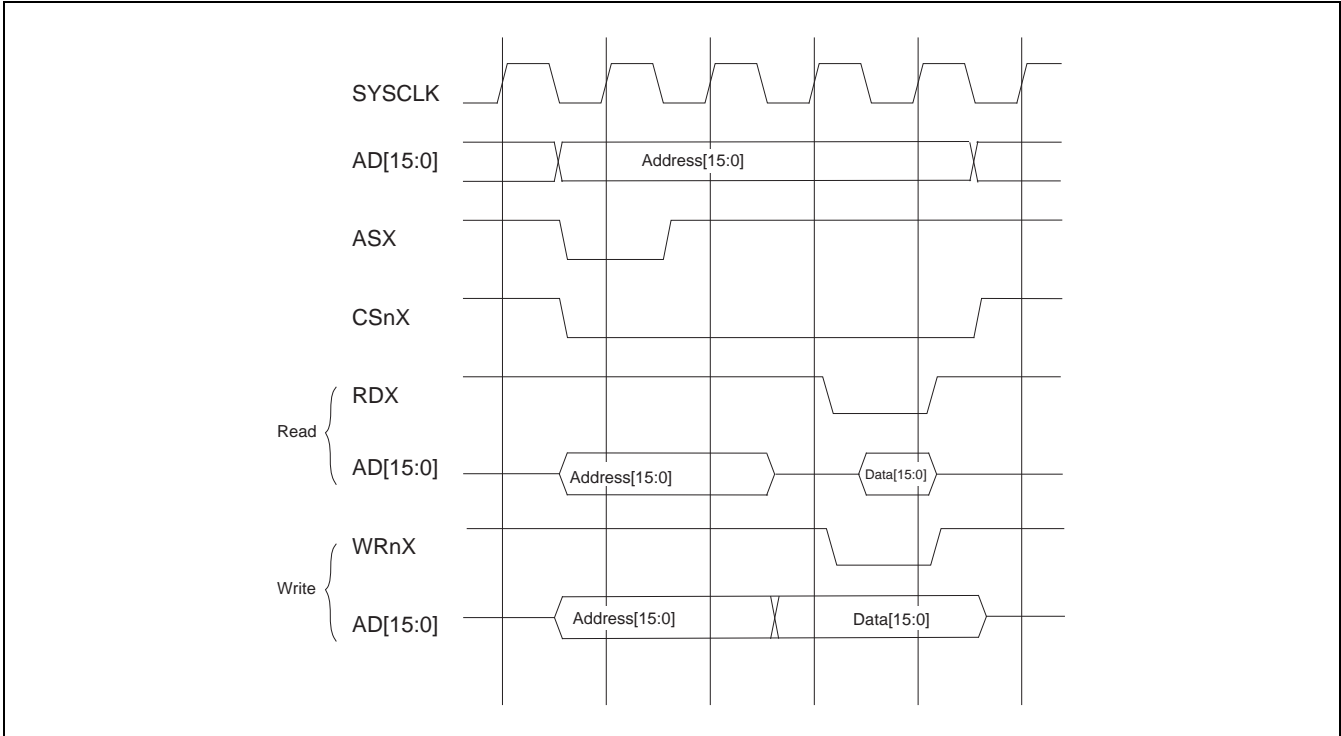 SYSCLK
AD[15:0]
Address[15:0]
ASX
CSnX
RDX
Read
AD[15:0]
Address[15:0]
Data[15:0]
WRnX
Write
AD[15:0]
Address[15:0]
Data[15:0]